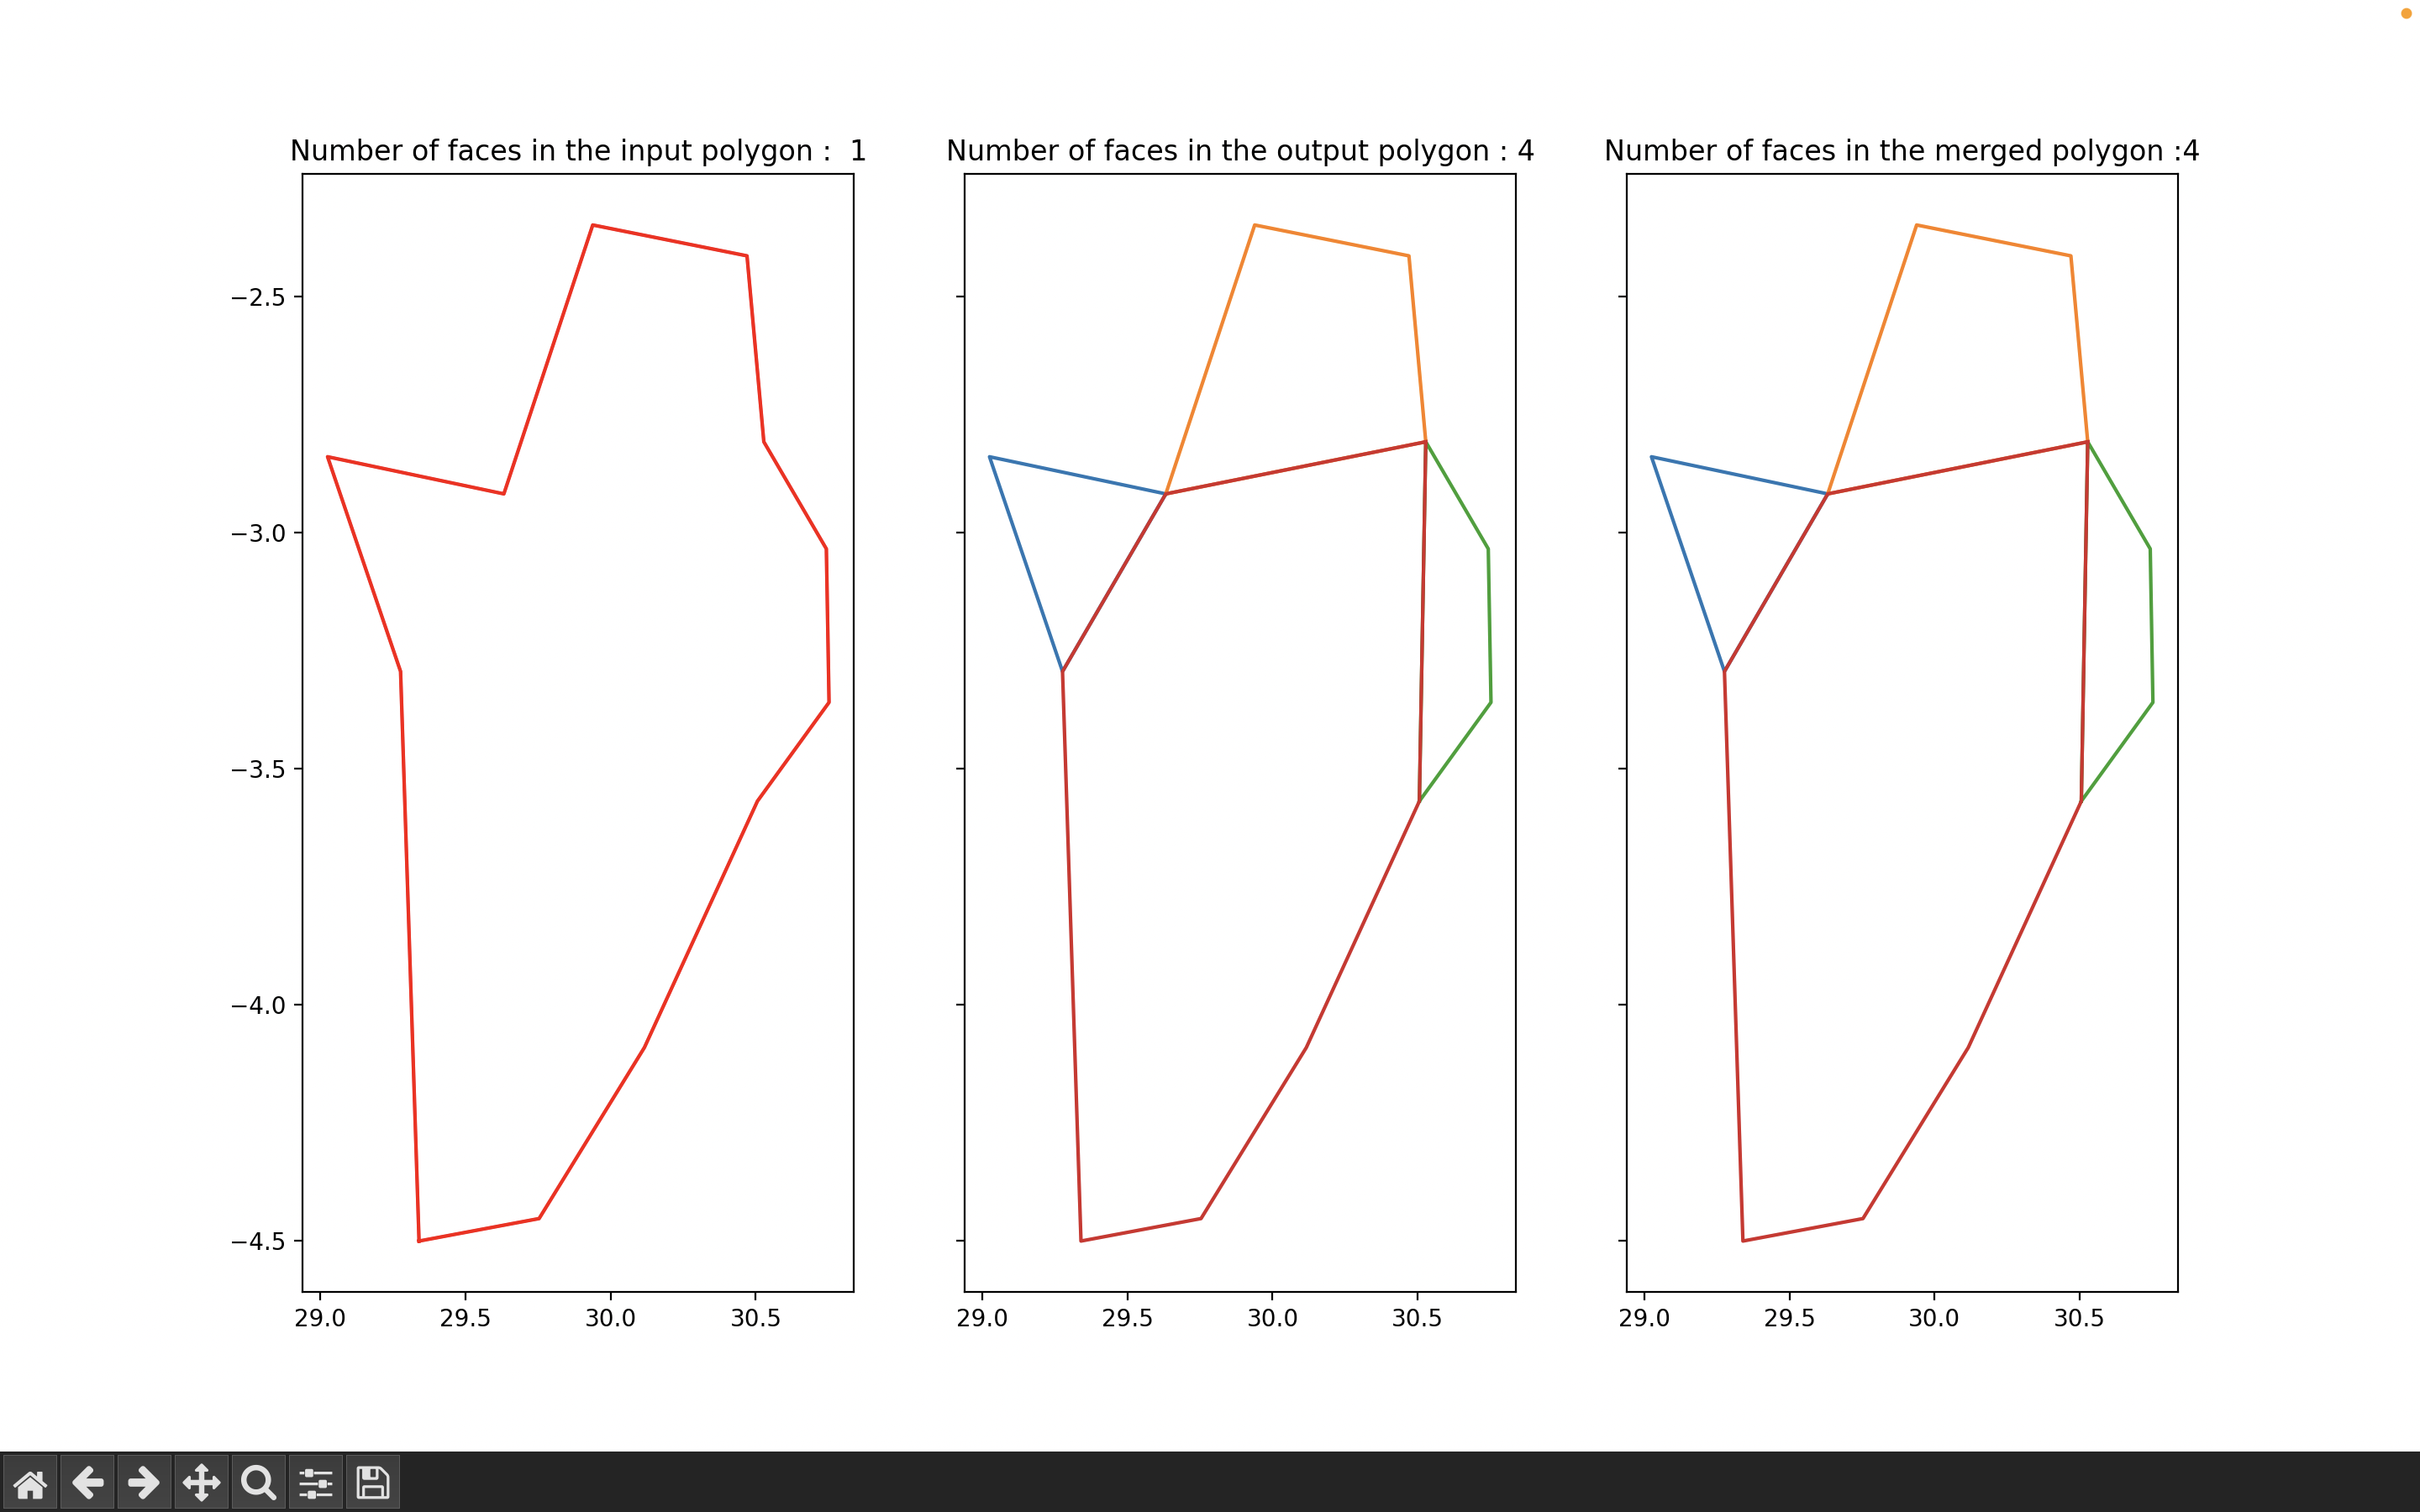 Number of faces in the input polygon :  1
Number of faces in the output polygon : 4
Number of faces in the merged polygon :4
−2.5
−3.0
−3.5
−4.0
−4.5
29.0 29.5 30.0 30.5
29.0 29.5 30.0 30.5
29.0 29.5 30.0 30.5